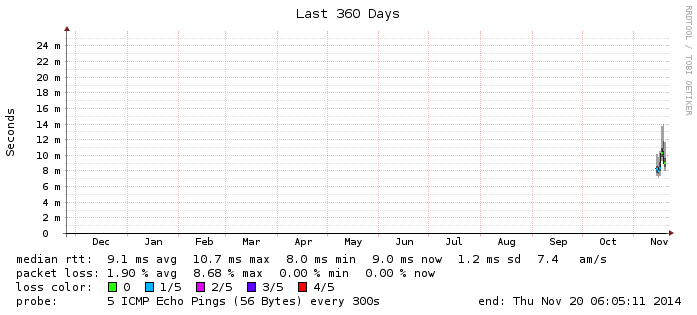 Last 360 Days
RRDTOOL / TOBI OETIKER
Seconds
24 m
22 m
20 m
18 m
16 m
14 m
12 m
10 m
8 m
6 m
4 m
2 m
0
Dec Jan Feb Mar Apr May Jun Jul Aug Sep Oct Nov
median rtt: 9.1 ms avg 10.7 ms max 8.0 ms min 9.0 ms now 1.2 ms sd 7.4 am/s
packet loss: 1.90 % avg 8.68 % max 0.00 % min 0.00 % now
loss color: 0 1/5 2/5 3/5 4/5
probe: 5 ICMP Echo Pings (56 Bytes) every 300s end: Thu Nov 20 06:05:11 2014